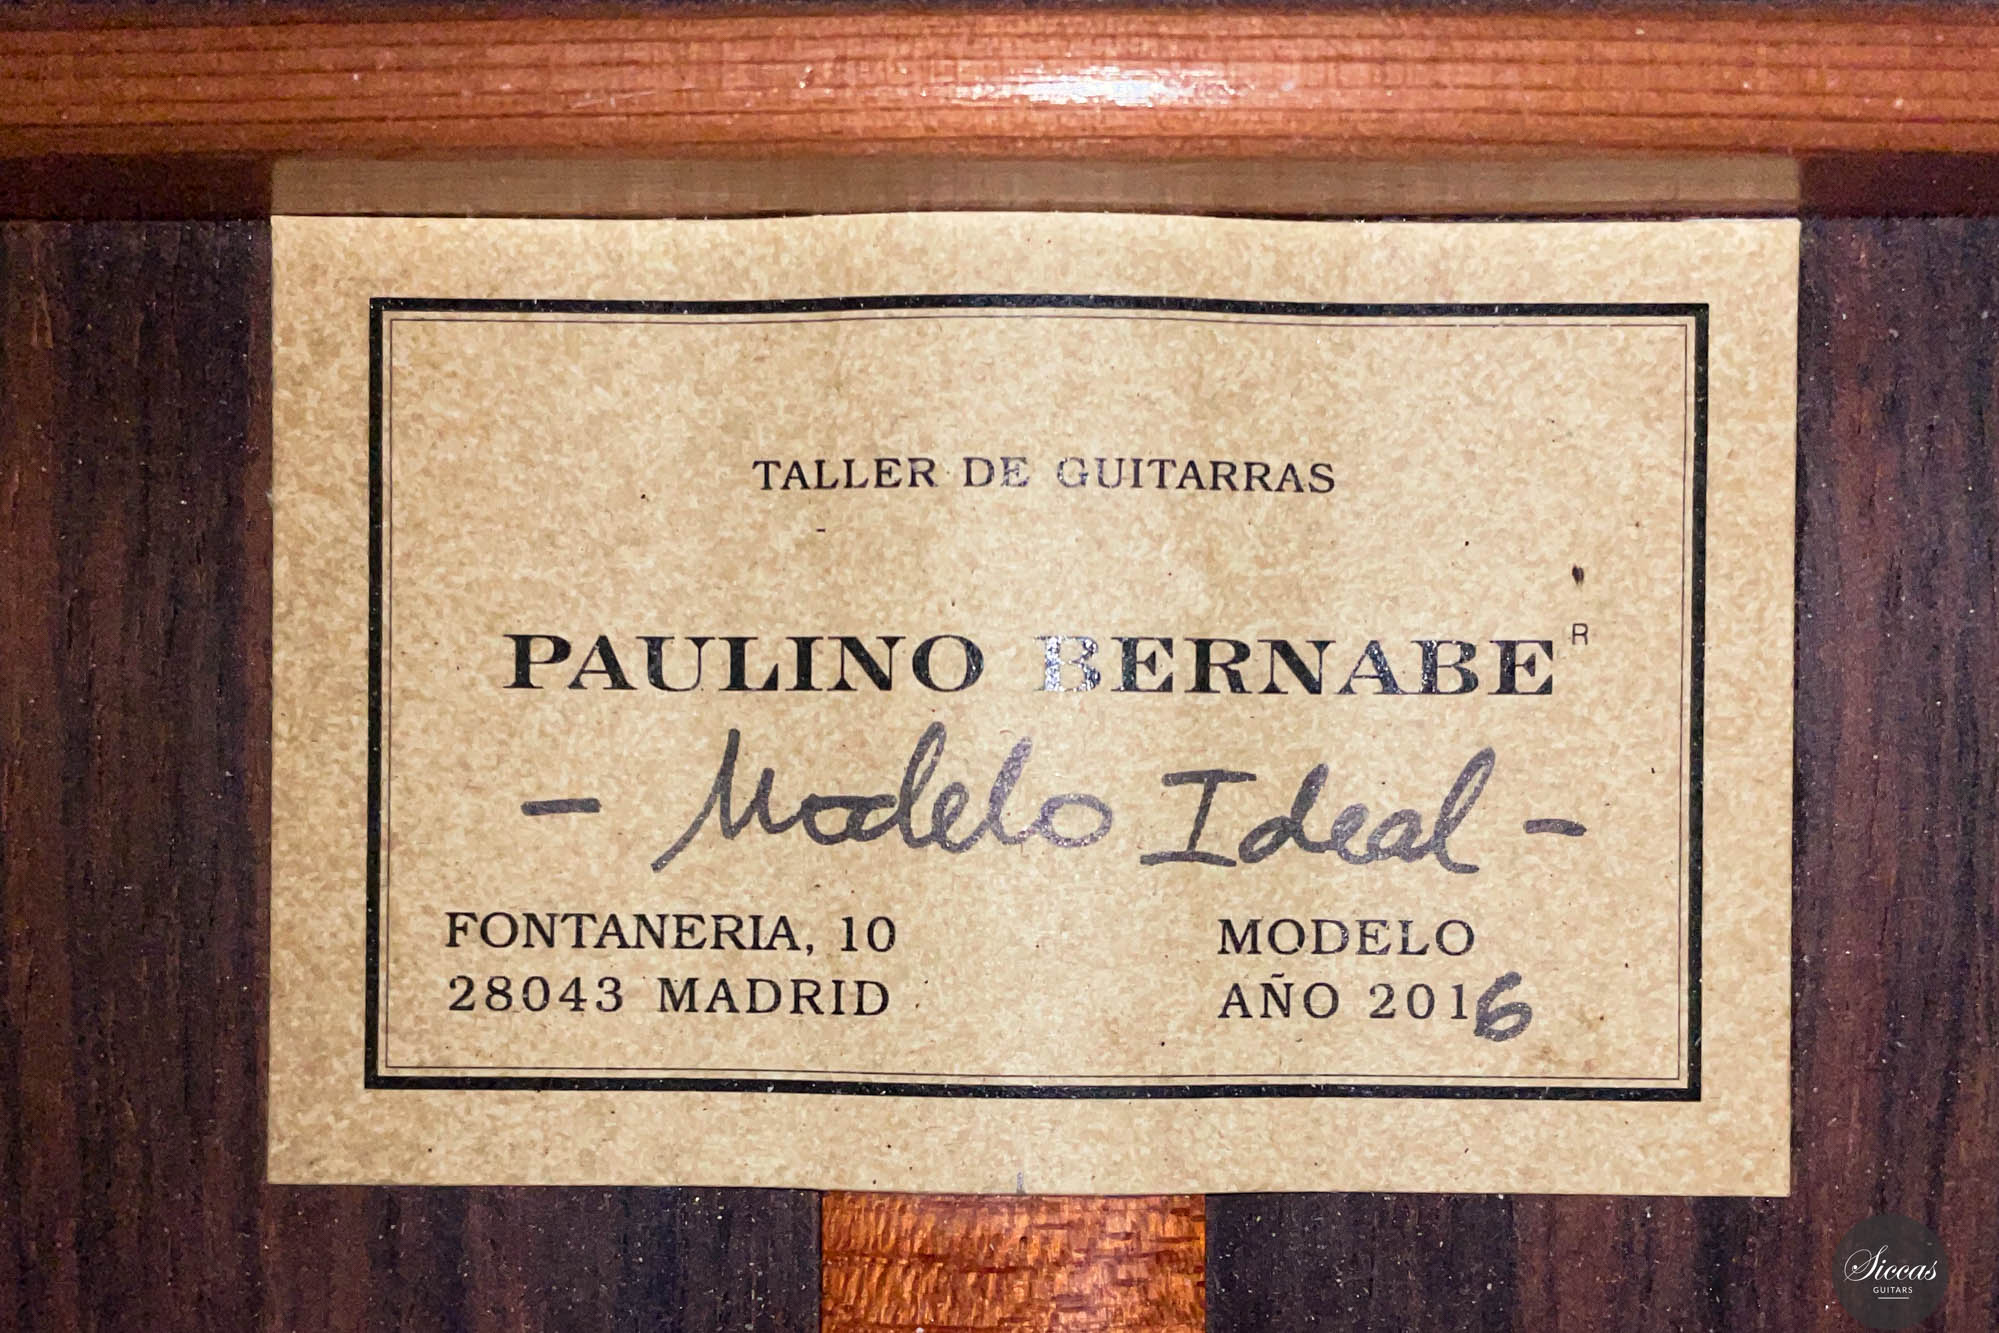 TALLER DE GUITARRAS
PAULINO BERNABE R
- Modelo Ideal -
FONTANERIA, 10
28043 MADRID
MODELO
AÑO 2016
Siccas
GUITARS